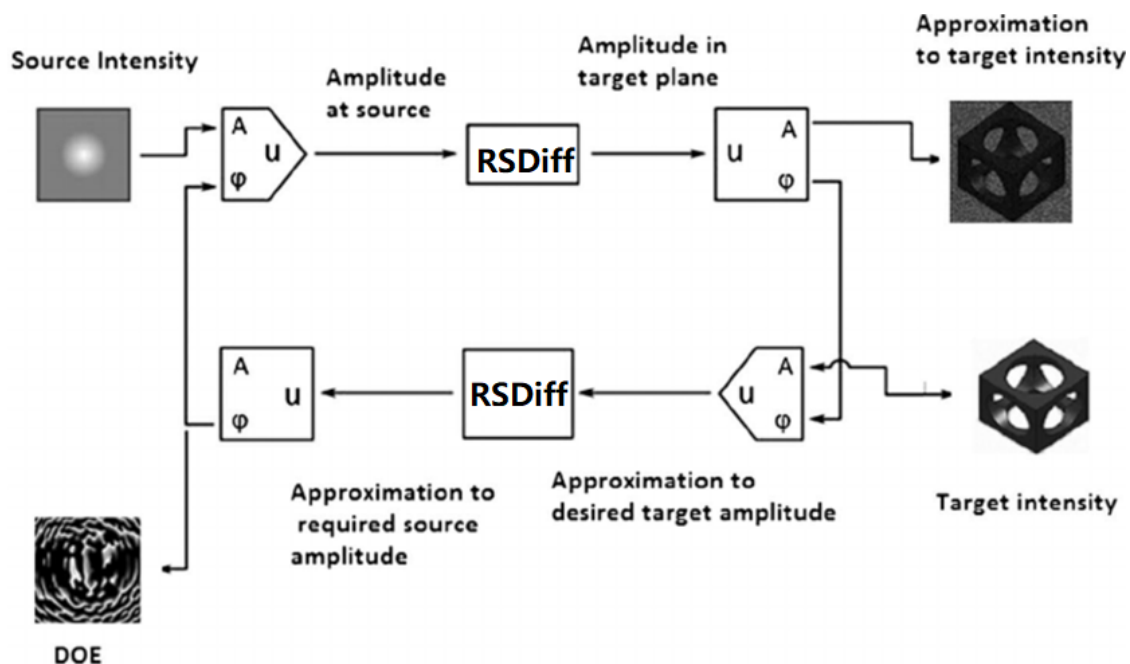 Source Intensity
Amplitude
at source
Amplitude in
target plane
Approximation
to target intensity
A
u
φ
RSDiff
A
u
φ
A
u
φ
RSDiff
A
u
φ
Approximation to
required source
amplitude
Approximation to
desired target amplitude
Target intensity
DOE